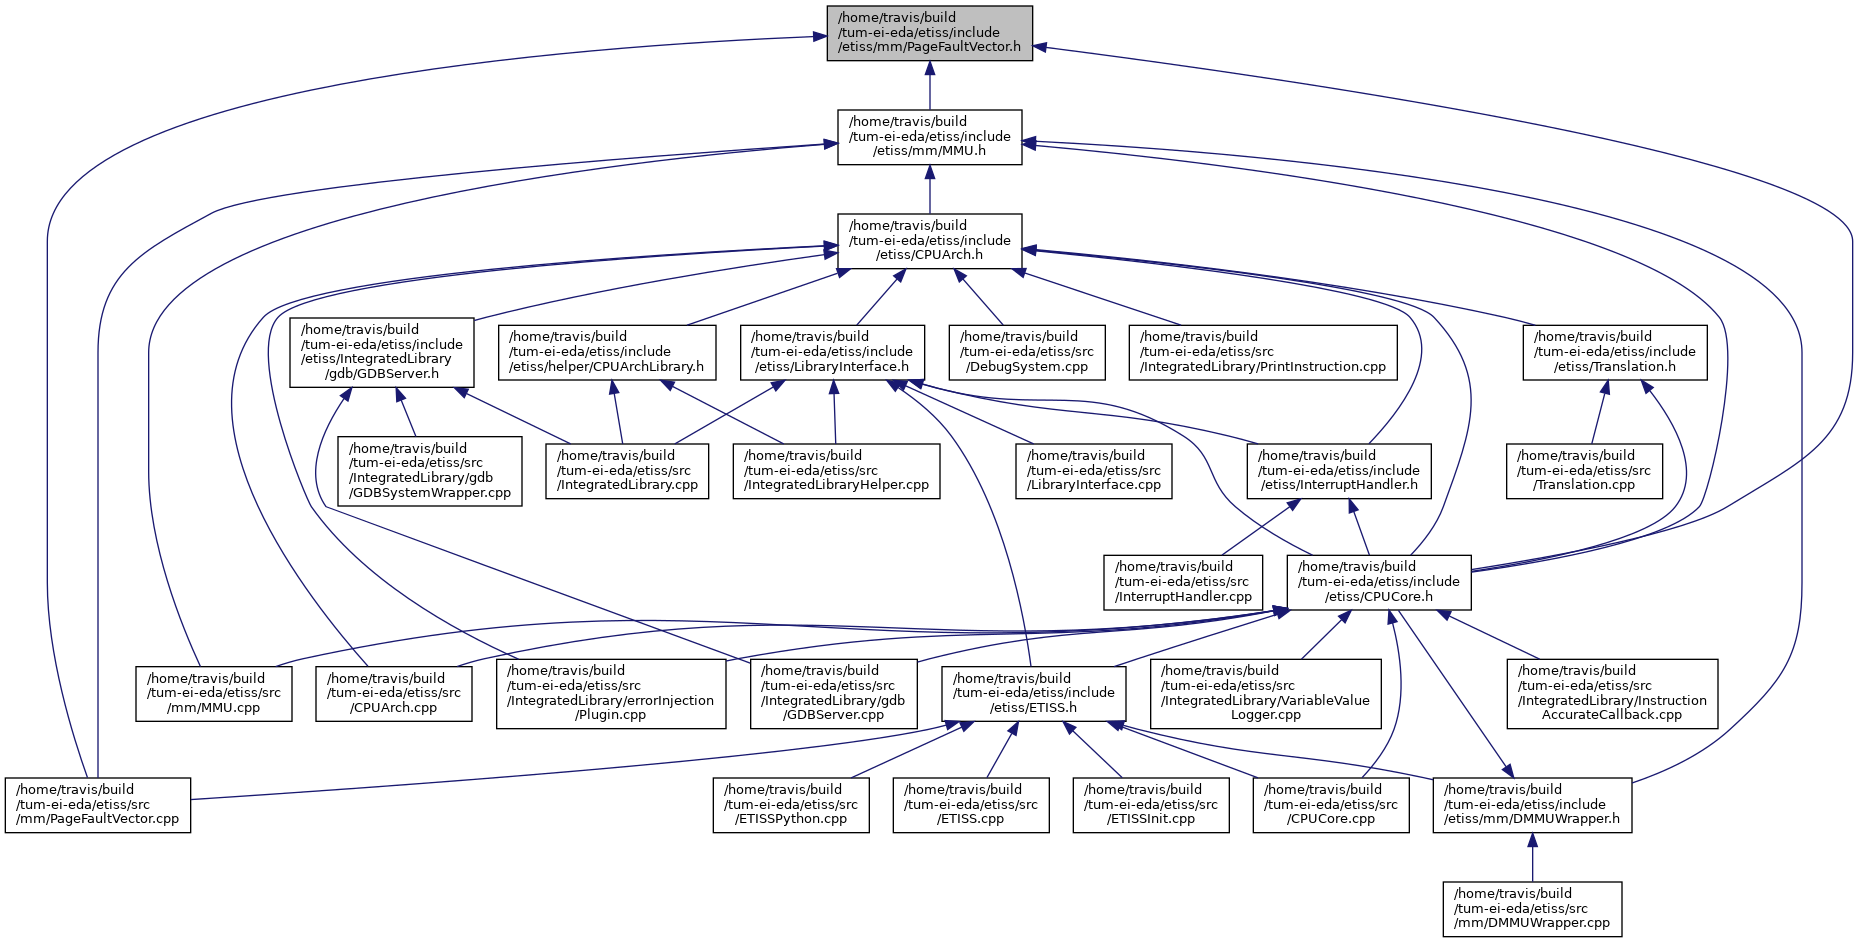 /home/travis/build
/tum-ei-eda/etiss/include
/etiss/mm/PageFaultVector.h
/home/travis/build
/tum-ei-eda/etiss/include
/etiss/mm/MMU.h
/home/travis/build
/tum-ei-eda/etiss/include
/etiss/CPUArch.h
/home/travis/build
/tum-ei-eda/etiss/include
/etiss/IntegratedLibrary
/gdb/GDBServer.h
/home/travis/build
/tum-ei-eda/etiss/include
/etiss/helper/CPUArchLibrary.h
/home/travis/build
/tum-ei-eda/etiss/include
/etiss/LibraryInterface.h
/home/travis/build
/tum-ei-eda/etiss/src
/DebugSystem.cpp
/home/travis/build
/tum-ei-eda/etiss/src
/IntegratedLibrary/PrintInstruction.cpp
/home/travis/build
/tum-ei-eda/etiss/include
/etiss/Translation.h
/home/travis/build
/tum-ei-eda/etiss/src
/IntegratedLibrary/gdb
/GDBSystemWrapper.cpp
/home/travis/build
/tum-ei-eda/etiss/src
/IntegratedLibrary.cpp
/home/travis/build
/tum-ei-eda/etiss/src
/IntegratedLibraryHelper.cpp
/home/travis/build
/tum-ei-eda/etiss/src
/LibraryInterface.cpp
/home/travis/build
/tum-ei-eda/etiss/include
/etiss/InterruptHandler.h
/home/travis/build
/tum-ei-eda/etiss/src
/Translation.cpp
/home/travis/build
/tum-ei-eda/etiss/src
/InterruptHandler.cpp
/home/travis/build
/tum-ei-eda/etiss/include
/etiss/CPUCore.h
/home/travis/build
/tum-ei-eda/etiss/src
/mm/MMU.cpp
/home/travis/build
/tum-ei-eda/etiss/src
/CPUArch.cpp
/home/travis/build
/tum-ei-eda/etiss/src
/IntegratedLibrary/errorInjection
/Plugin.cpp
/home/travis/build
/tum-ei-eda/etiss/src
/IntegratedLibrary/gdb
/GDBServer.cpp
/home/travis/build
/tum-ei-eda/etiss/include
/etiss/ETISS.h
/home/travis/build
/tum-ei-eda/etiss/src
/IntegratedLibrary/VariableValue
Logger.cpp
/home/travis/build
/tum-ei-eda/etiss/src
/IntegratedLibrary/Instruction
AccurateCallback.cpp
/home/travis/build
/tum-ei-eda/etiss/src
/mm/PageFaultVector.cpp
/home/travis/build
/tum-ei-eda/etiss/src
/ETISSPython.cpp
/home/travis/build
/tum-ei-eda/etiss/src
/ETISS.cpp
/home/travis/build
/tum-ei-eda/etiss/src
/ETISSInit.cpp
/home/travis/build
/tum-ei-eda/etiss/src
/CPUCore.cpp
/home/travis/build
/tum-ei-eda/etiss/include
/etiss/mm/DMMUWrapper.h
/home/travis/build
/tum-ei-eda/etiss/src
/mm/DMMUWrapper.cpp